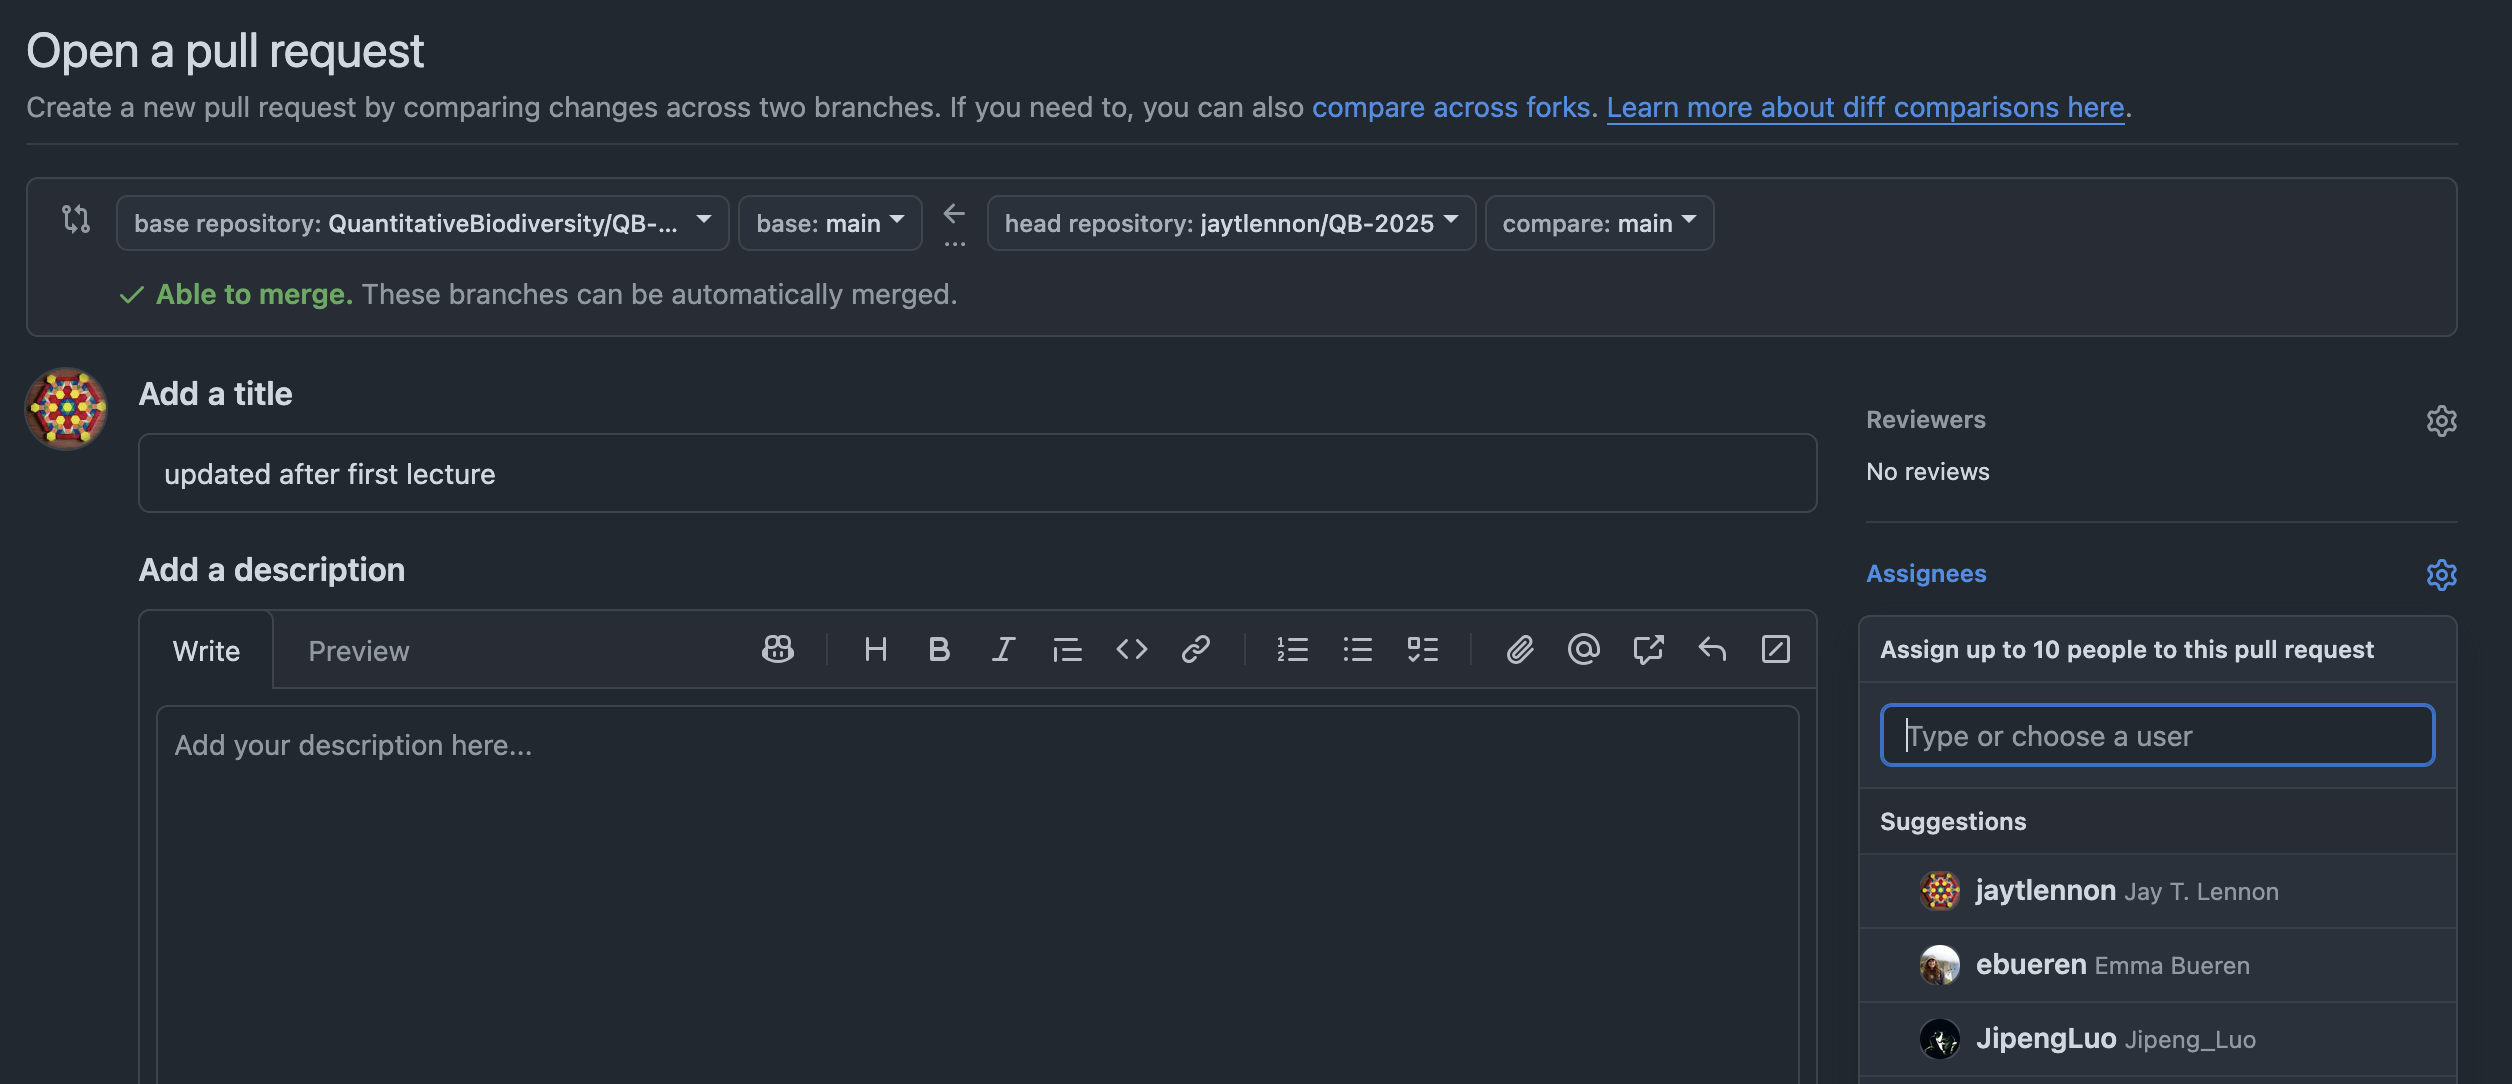 Open a pull request
Create a new pull request by comparing changes across two branches. If you need to, you can also compare across forks. Learn more about diff comparisons here.
base repository: QuantitativeBiodiversity/QB-... base: main ... head repository: jaytlennon/QB-2025 compare: main
Able to merge. These branches can be automatically merged.
Add a title
updated after first lecture
Add a description
Write Preview
Add your description here...
Reviewers
No reviews
Assignees
Assign up to 10 people to this pull request
Type or choose a user
Suggestions
jaytlennon Jay T. Lennon
ebueren Emma Bueren
JipengLuo Jipeng_Luo